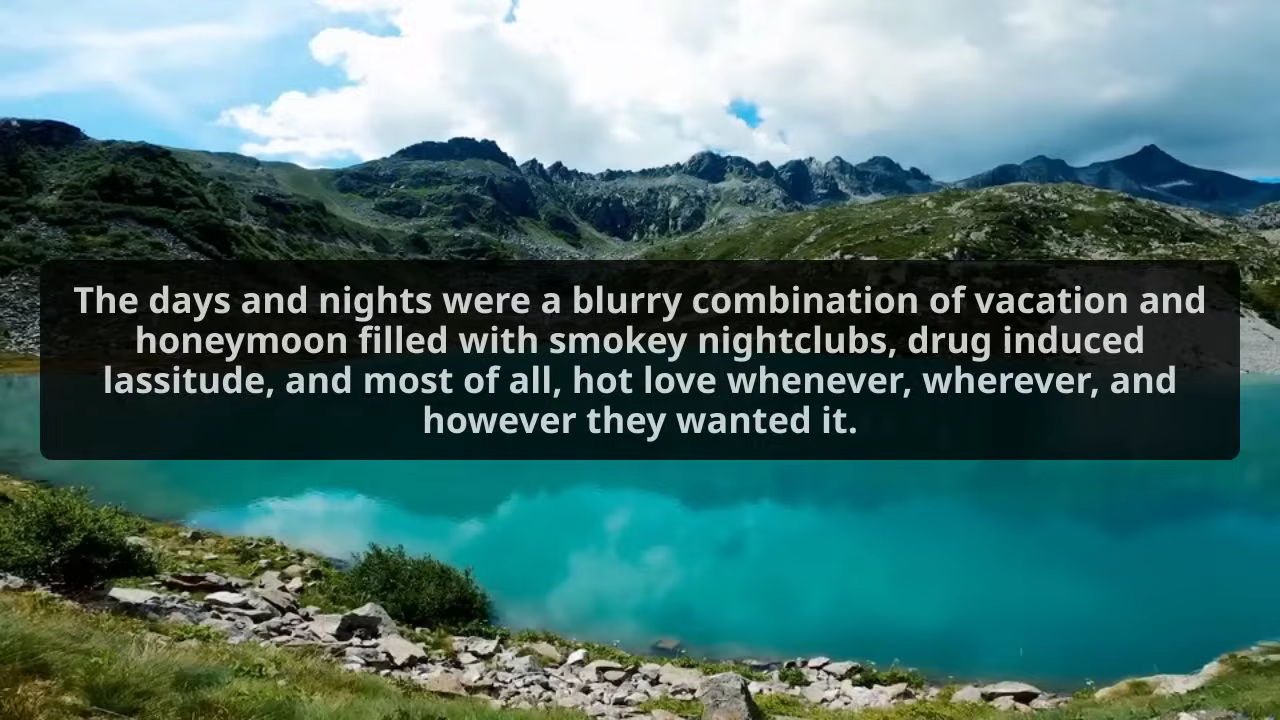 The days and nights were a blurry combination of vacation and
honeymoon filled with smokey nightclubs, drug induced
lassitude, and most of all, hot love whenever, wherever, and
however they wanted it.